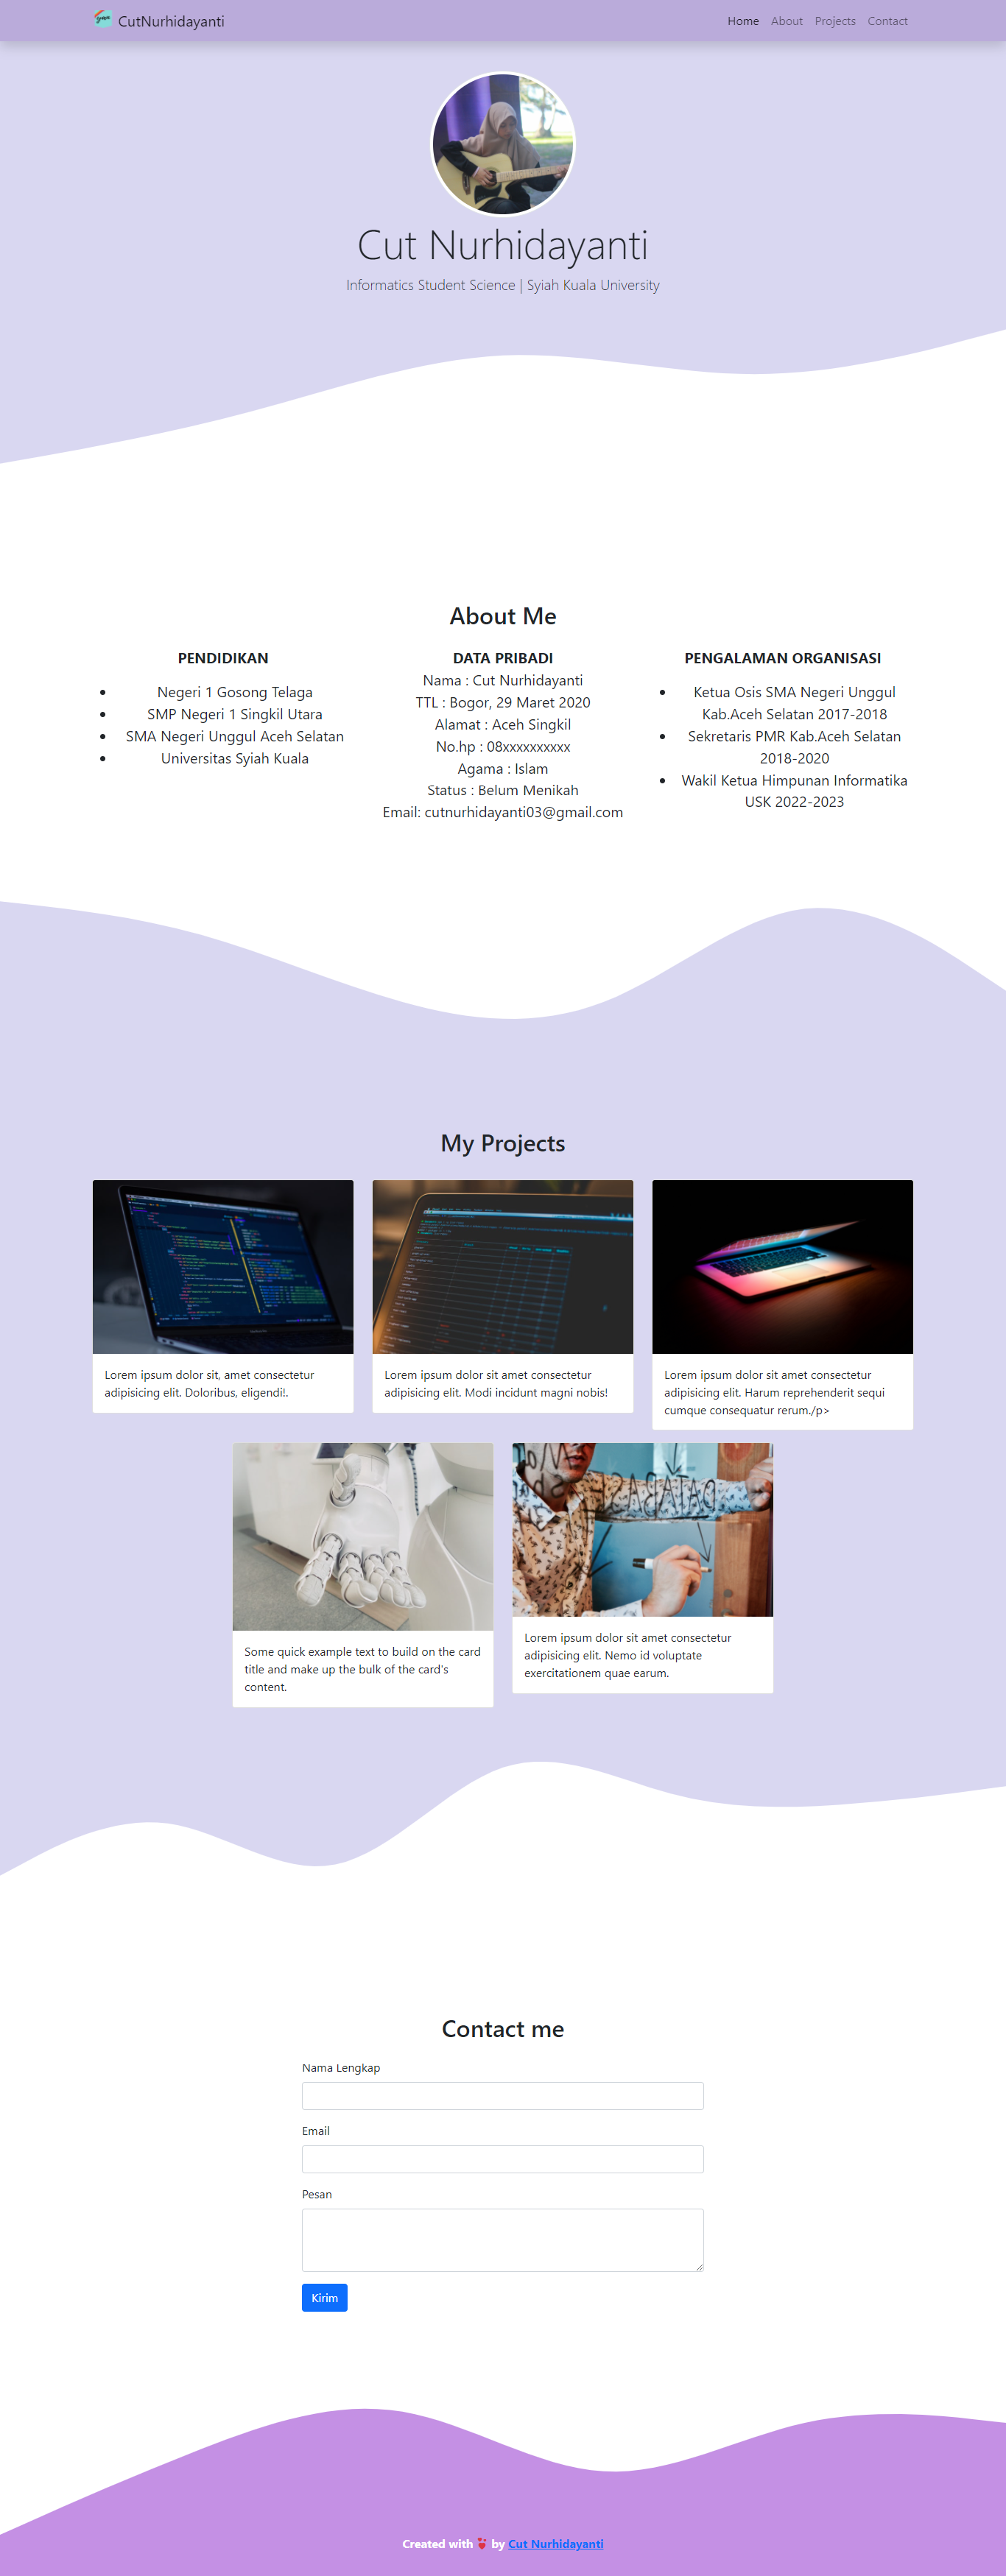 CutNurhidayanti
Home About Projects Contact
Cut Nurhidayanti
Informatics Student Science | Syiah Kuala University
About Me
PENDIDIKAN
Negeri 1 Gosong Telaga
SMP Negeri 1 Singkil Utara
SMA Negeri Unggul Aceh Selatan
Universitas Syiah Kuala
DATA PRIBADI
Nama : Cut Nurhidayanti
TTL : Bogor, 29 Maret 2020
Alamat : Aceh Singkil
No.hp : 08xxxxxxxxxx
Agama : Islam
Status : Belum Menikah
Email: cutnurhidayanti03@gmail.com
PENGALAMAN ORGANISASI
Ketua Osis SMA Negeri Unggul
Kab.Aceh Selatan 2017-2018
Sekretaris PMR Kab.Aceh Selatan
2018-2020
Wakil Ketua Himpunan Informatika
USK 2022-2023
My Projects
Lorem ipsum dolor sit, amet consectetur
adipisicing elit. Doloribus, eligendi!.
Lorem ipsum dolor sit amet consectetur
adipisicing elit. Modi incidunt magni nobis!
Lorem ipsum dolor sit amet consectetur
adipisicing elit. Harum reprehenderit sequi
cumque consequatur rerum./p>
Some quick example text to build on the card
title and make up the bulk of the card's
content.
Lorem ipsum dolor sit amet consectetur
adipisicing elit. Nemo id voluptate
exercitationem quae earum.
Contact me
Nama Lengkap
Email
Pesan
Kirim
Created with 💘 by Cut Nurhidayanti